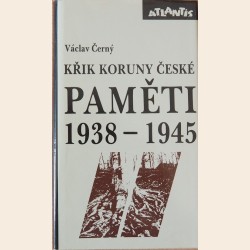 ATLANTIS
Václav Černý
KŘIK KORUNY ČESKÉ
PAMĚTI
1938 – 1945